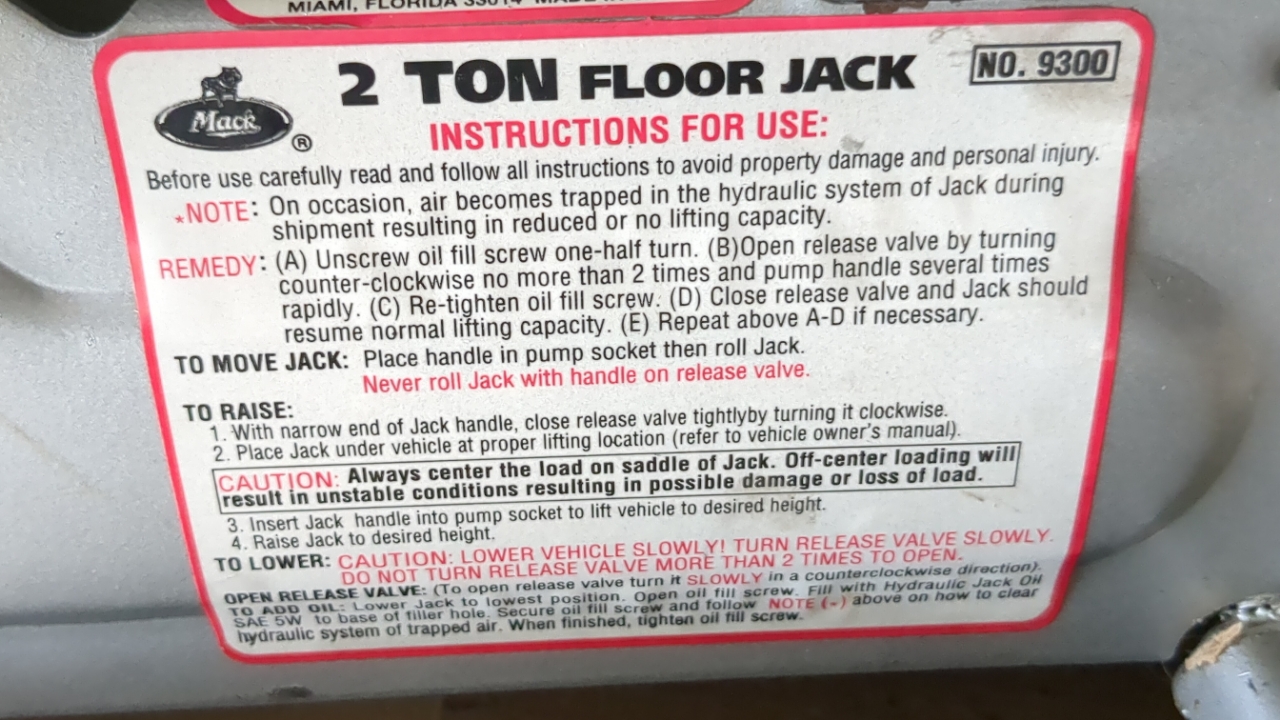 MIAMI, FLORIDA 33014 MADE IN
Mack
®
2 TON FLOOR JACK
NO. 9300
INSTRUCTIONS FOR USE:
Before use carefully read and follow all instructions to avoid property damage and personal injury.
*NOTE: On occasion, air becomes trapped in the hydraulic system of Jack during
shipment resulting in reduced or no lifting capacity.
REMEDY: (A) Unscrew oil fill screw one-half turn. (B)Open release valve by turning
counter-clockwise no more than 2 times and pump handle several times
rapidly. (C) Re-tighten oil fill screw. (D) Close release valve and Jack should
resume normal lifting capacity. (E) Repeat above A-D if necessary.
TO MOVE JACK: Place handle in pump socket then roll Jack.
Never roll Jack with handle on release valve.
TO RAISE:
1. With narrow end of Jack handle, close release valve tightlyby turning it clockwise.
2. Place Jack under vehicle at proper lifting location (refer to vehicle owner's manual).
CAUTION: Always center the load on saddle of Jack. Off-center loading will
result in unstable conditions resulting in possible damage or loss of load.
3. Insert Jack handle into pump socket to lift vehicle to desired height.
4. Raise Jack to desired height.
TO LOWER: CAUTION: LOWER VEHICLE SLOWLY! TURN RELEASE VALVE SLOWLY.
DO NOT TURN RELEASE VALVE MORE THAN 2 TIMES TO OPEN.
OPEN RELEASE VALVE: (To open release valve turn it SLOWLY in a counterclockwise direction).
TO ADD OIL: Lower Jack to lowest position. Open oil fill screw. Fill with Hydraulic Jack Oil
SAE 5W to base of filler hole. Secure oil fill screw and follow NOTE (-) above on how to clear
hydraulic system of trapped air. When finished, tighten oil fill screw.